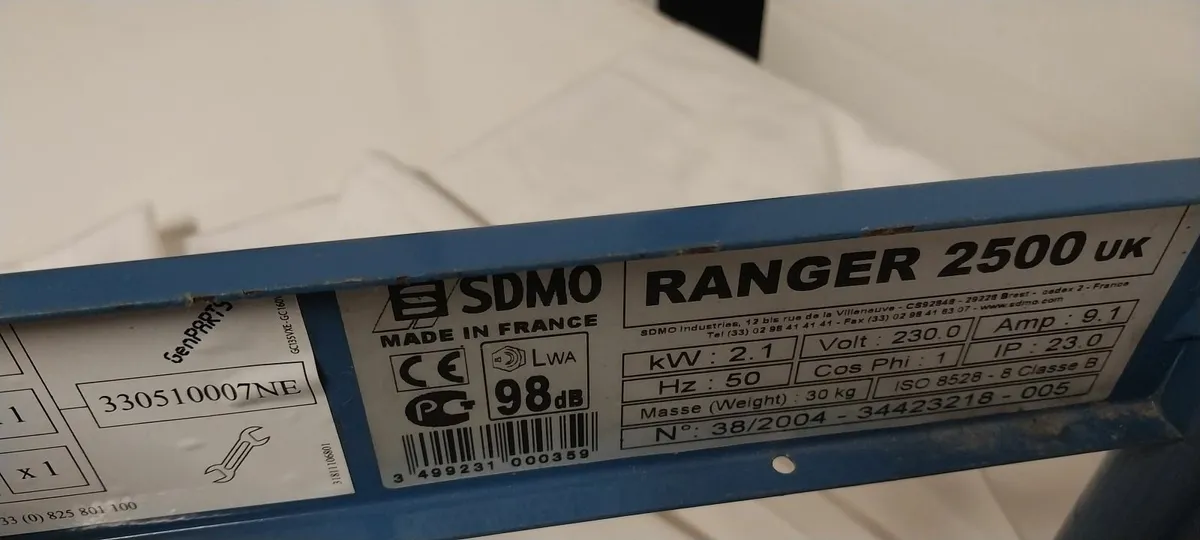 GenPARTS
GC135VXE-GC160V
330510007NE
x 1
3181110680
33 (0) 825 801 100
SDMO
MADE IN FRANCE
CE
LWA
98dB
3 499231 000359
RANGER 2500 UK
SDMO Industries, 12 bis rue de la Villeneuve - CS92848 - 29228 Brest - cedex 2 - France
Tel (33) 02 98 41 41 41 - Fax (33) 02 98 41 63 07 - www.sdmo.com
kW : 2.1
Volt : 230.0
Amp : 9.1
Hz : 50
Cos Phi : 1
IP : 23.0
Masse (Weight) : 30 kg
ISO 8528 - 8 Classe B
N°: 38/2004 - 34423218 - 005